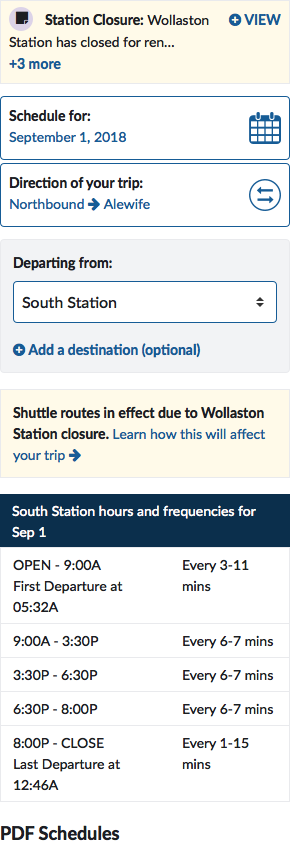 Station Closure: Wollaston
VIEW
Station has closed for ren...
+3 more
Schedule for:
September 1, 2018
Direction of your trip:
Northbound → Alewife
Departing from:
South Station
Add a destination (optional)
Shuttle routes in effect due to Wollaston
Station closure. Learn how this will affect
your trip →
South Station hours and frequencies for
Sep 1
OPEN - 9:00A Every 3-11
First Departure at mins
05:32A
9:00A - 3:30P Every 6-7 mins
3:30P - 6:30P Every 6-7 mins
6:30P - 8:00P Every 6-7 mins
8:00P - CLOSE Every 1-15
Last Departure at mins
12:46A
PDF Schedules